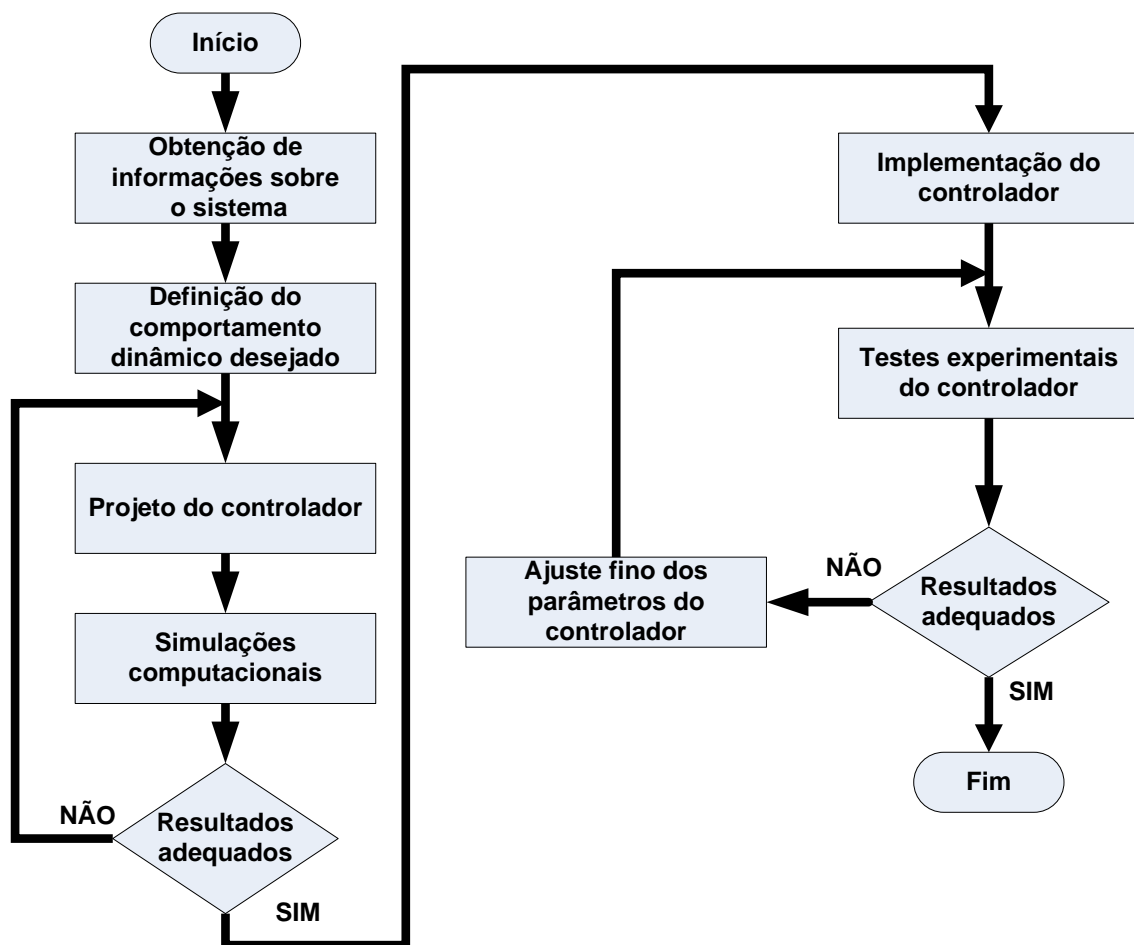 Início
Obtenção de
informações sobre
o sistema
Definição do
comportamento
dinâmico desejado
Projeto do controlador
Simulações
computacionais
NÃO
Resultados
adequados
SIM
Implementação do
controlador
Testes experimentais
do controlador
Ajuste fino dos
parâmetros do
controlador
NÃO
Resultados
adequados
SIM
Fim